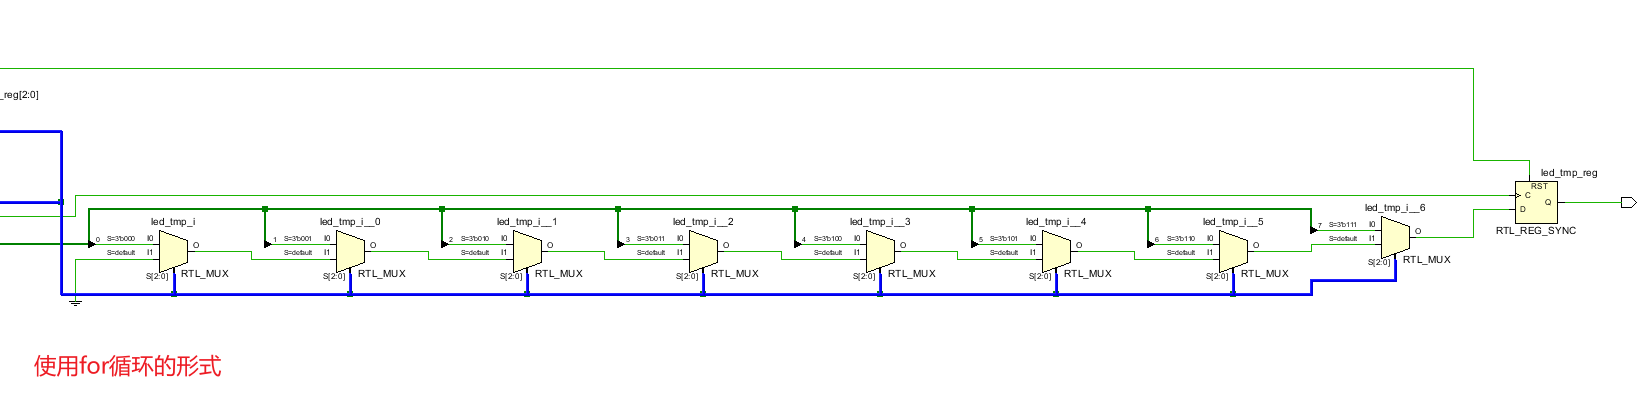 _reg[2:0]
led_tmp_reg
RST
C
D
Q
RTL_REG_SYNC
led_tmp_i
0
S=3'b000
I0
S=default
I1
O
S[2:0]
RTL_MUX
led_tmp_i__0
1
S=3'b001
I0
S=default
I1
O
S[2:0]
RTL_MUX
led_tmp_i__1
2
S=3'b010
I0
S=default
I1
O
S[2:0]
RTL_MUX
led_tmp_i__2
3
S=3'b011
I0
S=default
I1
O
S[2:0]
RTL_MUX
led_tmp_i__3
4
S=3'b100
I0
S=default
I1
O
S[2:0]
RTL_MUX
led_tmp_i__4
5
S=3'b101
I0
S=default
I1
O
S[2:0]
RTL_MUX
led_tmp_i__5
6
S=3'b110
I0
S=default
I1
O
S[2:0]
RTL_MUX
led_tmp_i__6
7
S=3'b111
I0
S=default
I1
O
S[2:0]
RTL_MUX
使用for循环的形式